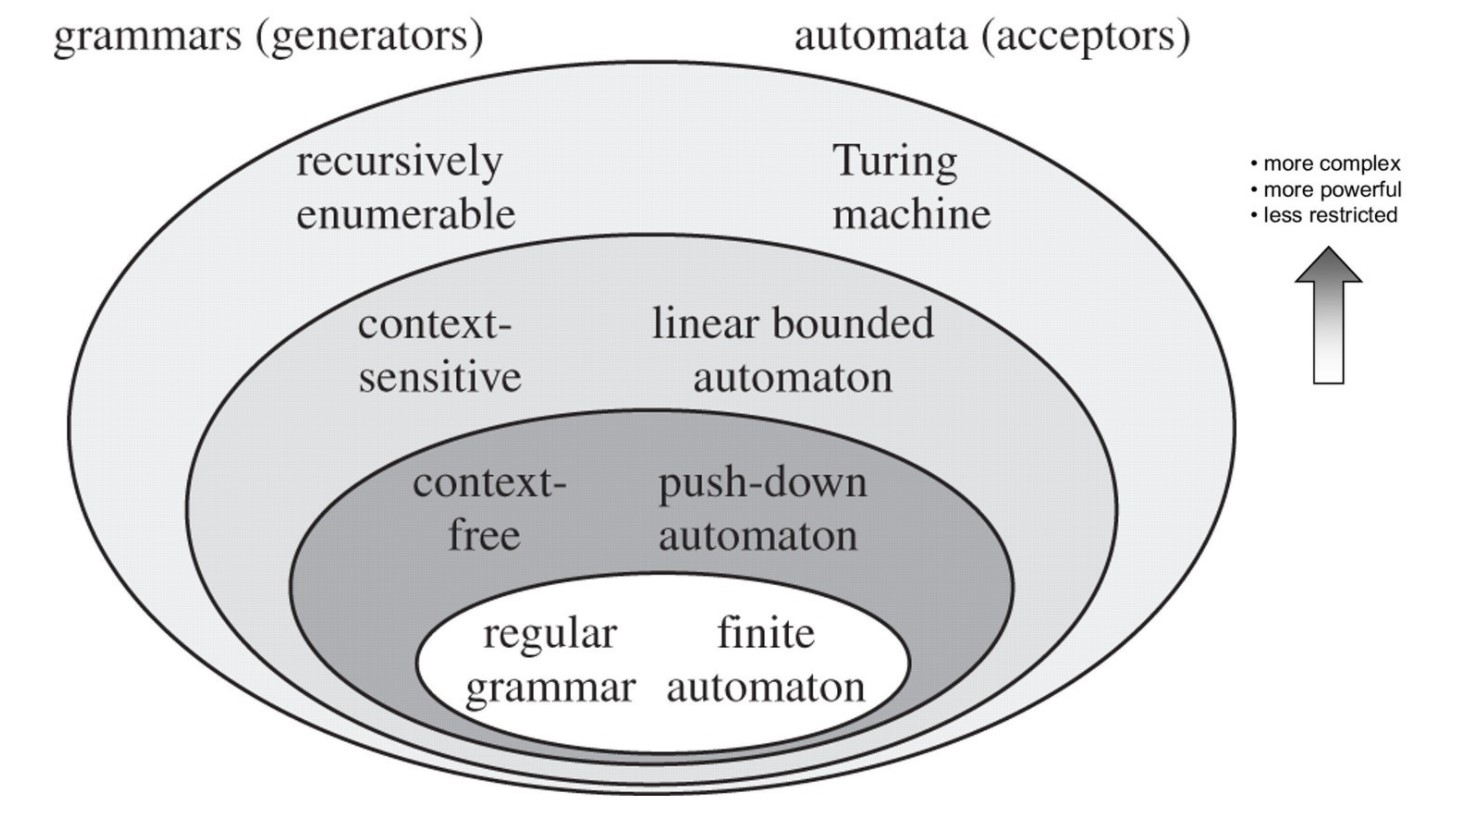 grammars (generators)
automata (acceptors)
recursively
enumerable
Turing
machine
• more complex
• more powerful
• less restricted
context-
sensitive
linear bounded
automaton
context-
free
push-down
automaton
regular
grammar
finite
automaton